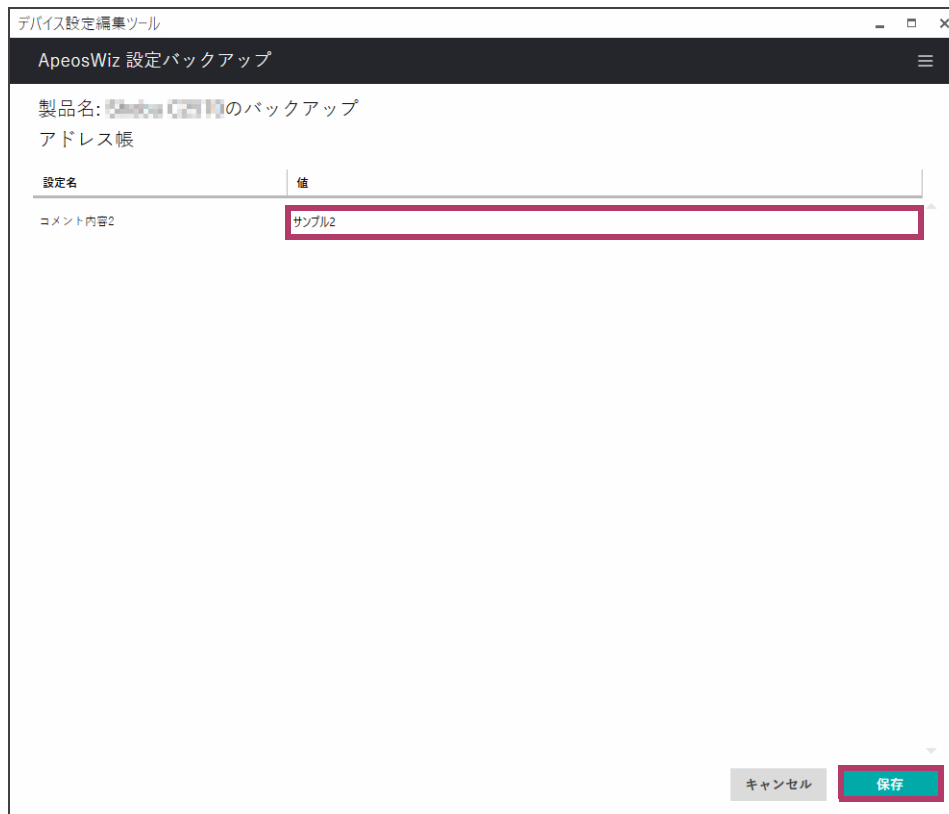 デバイス設定編集ツール
ApeosWiz 設定バックアップ
製品名: のバックアップ
アドレス帳
設定名 値
コメント内容2 サンプル2
キャンセル 保存